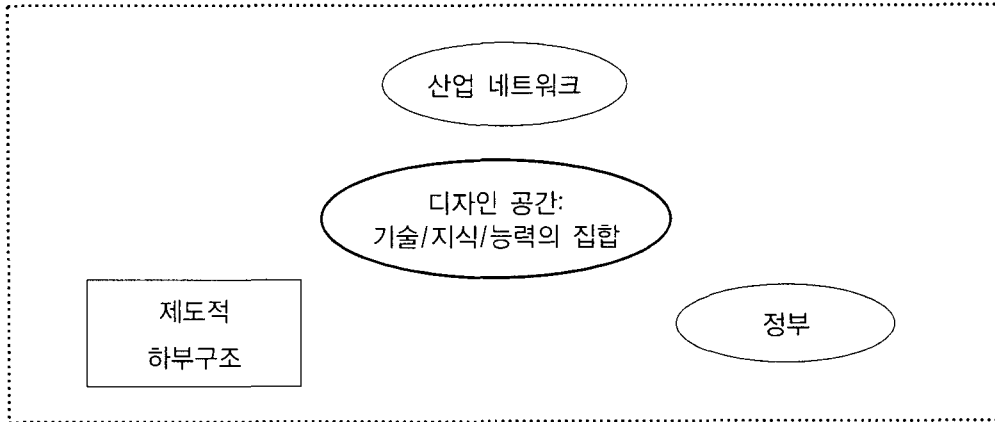 산업 네트워크
디자인 공간:
기술/지식/능력의 집합
제도적
하부구조
정부